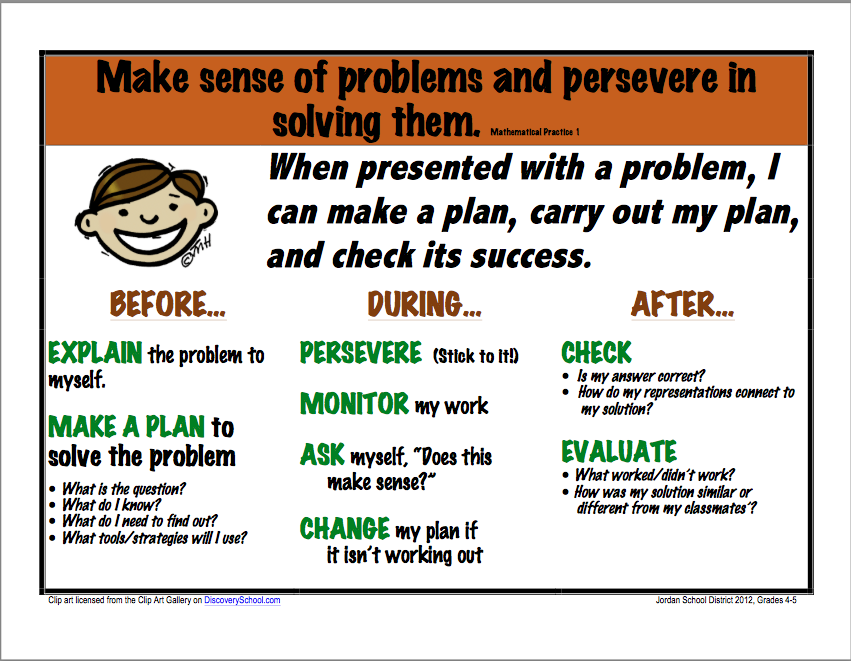 Make sense of problems and persevere in
solving them. Mathematical Practice 1
When presented with a problem, I
can make a plan, carry out my plan,
and check its success.
©JMH
BEFORE...
EXPLAIN the problem to
myself.
MAKE A PLAN to
solve the problem
• What is the question?
• What do I know?
• What do I need to find out?
• What tools/strategies will I use?
DURING...
PERSEVERE (Stick to it!)
MONITOR my work
ASK myself, "Does this
make sense?"
CHANGE my plan if
it isn't working out
AFTER...
CHECK
• Is my answer correct?
• How do my representations connect to
my solution?
EVALUATE
• What worked/didn't work?
• How was my solution similar or
different from my classmates'?
Clip art licensed from the Clip Art Gallery on DiscoverySchool.com
Jordan School District 2012, Grades 4-5